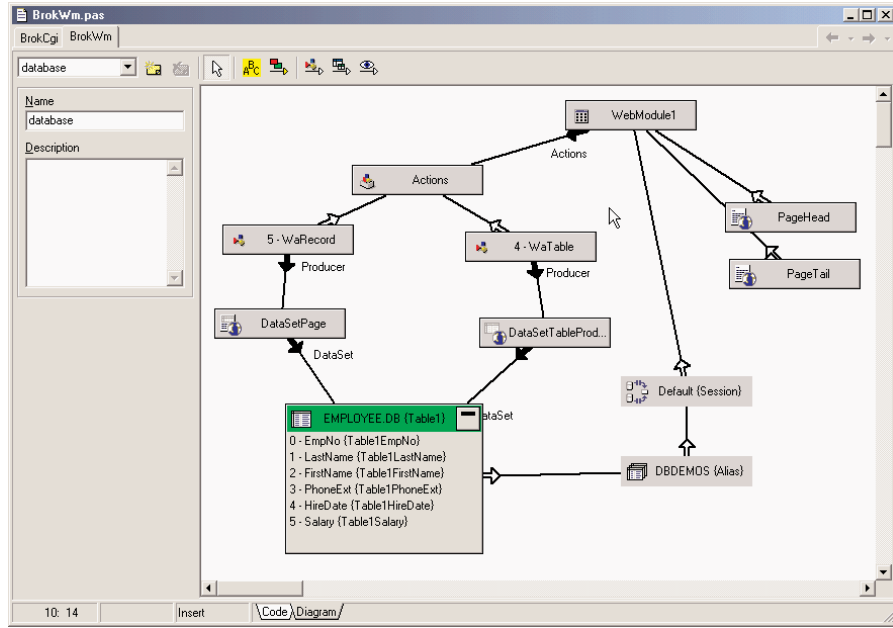 BrokWm.pas
BrokCgi BrokWm
database
ABC
Name
database
Description
WebModule1
Actions
Actions
PageHead
5 - WaRecord
4 - WaTable
Producer
Producer
PageTail
DataSetPage
DataSetTableProd...
DataSet
Default {Session}
EMPLOYEE.DB {Table1}
ataSet
0 - EmpNo {Table1EmpNo}
1 - LastName {Table1LastName}
2 - FirstName {Table1FirstName}
DBDEMOS {Alias}
3 - PhoneExt {Table1PhoneExt}
4 - HireDate {Table1HireDate}
5 - Salary {Table1Salary}
10: 14 Insert Code Diagram